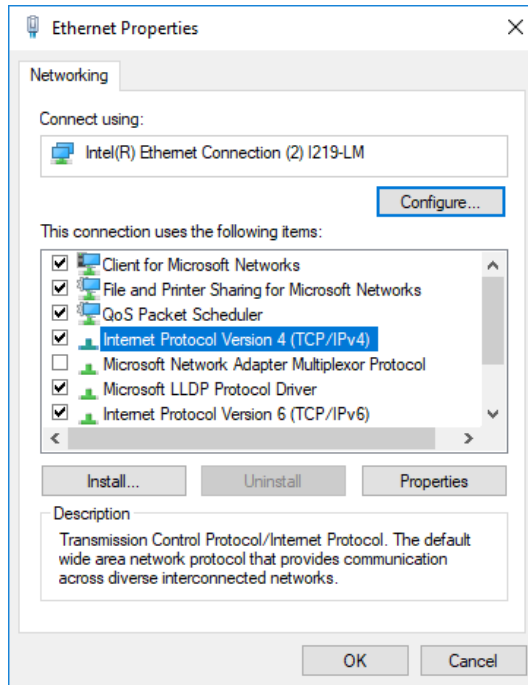 Ethernet Properties
Networking
Connect using:
Intel(R) Ethernet Connection (2) I219-LM
Configure...
This connection uses the following items:
Client for Microsoft Networks
File and Printer Sharing for Microsoft Networks
QoS Packet Scheduler
Internet Protocol Version 4 (TCP/IPv4)
Microsoft Network Adapter Multiplexor Protocol
Microsoft LLDP Protocol Driver
Internet Protocol Version 6 (TCP/IPv6)
Install... Uninstall Properties
Description
Transmission Control Protocol/Internet Protocol. The default
wide area network protocol that provides communication
across diverse interconnected networks.
OK Cancel